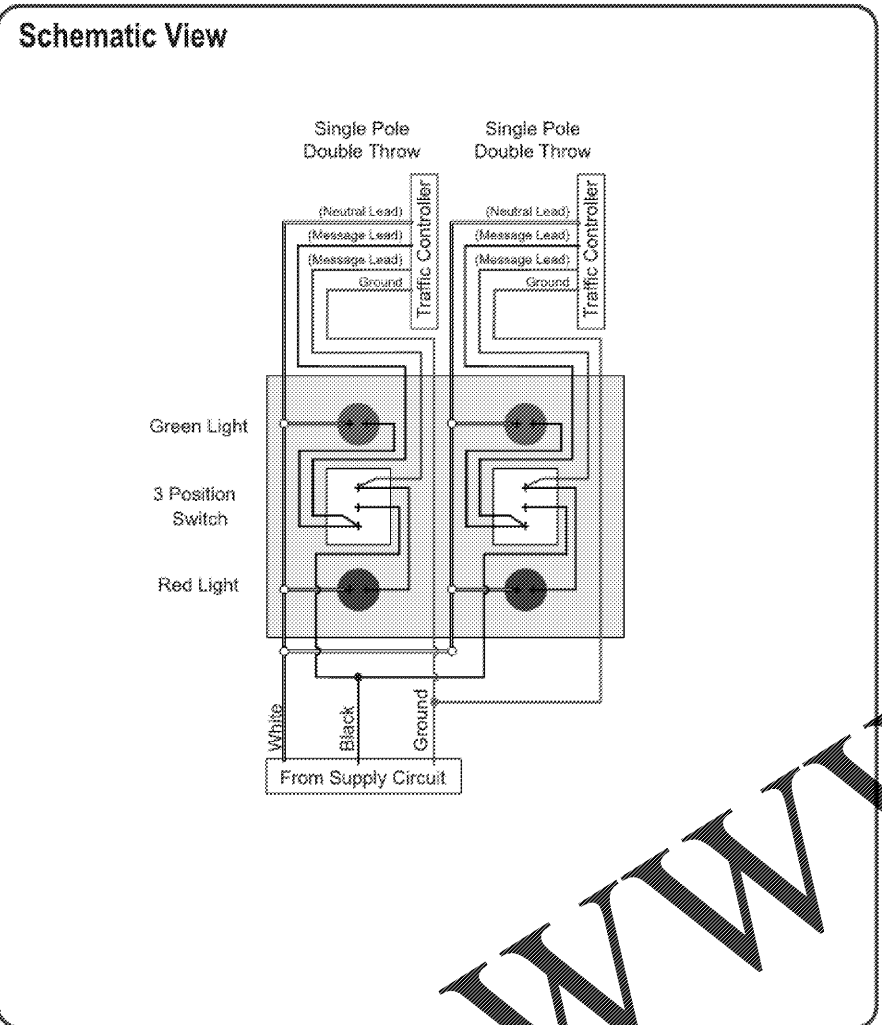 Schematic View
Single Pole
Double Throw
Single Pole
Double Throw
(Neutral Lead)
(Message Lead)
(Message Lead)
Ground
Traffic Controller
(Neutral Lead)
(Message Lead)
(Message Lead)
Ground
Traffic Controller
Green Light
3 Position
Switch
Red Light
White
Black
Ground
From Supply Circuit
WWW